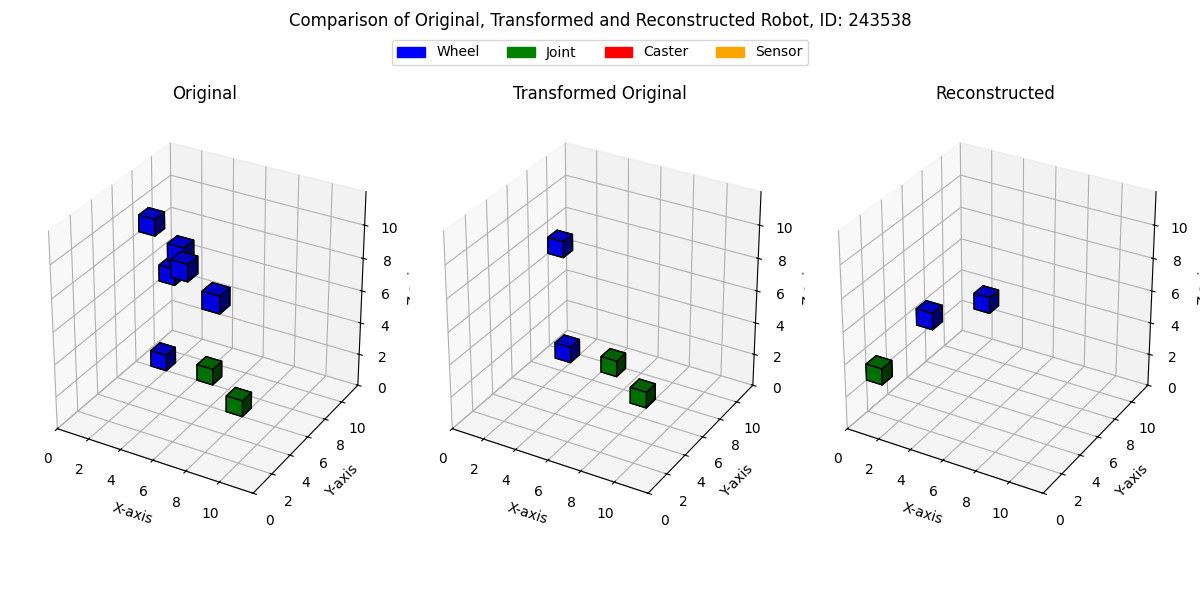 Comparison of Original, Transformed and Reconstructed Robot, ID: 243538
Wheel Joint Caster Sensor
Original
Transformed Original
Reconstructed
10
8
6
4
2
0
0 2 4 6 8 10
X-axis
0 2 4 6 8 10
Y-axis
10
8
6
4
2
0
0 2 4 6 8 10
X-axis
0 2 4 6 8 10
Y-axis
10
8
6
4
2
0
0 2 4 6 8 10
X-axis
0 2 4 6 8 10
Y-axis